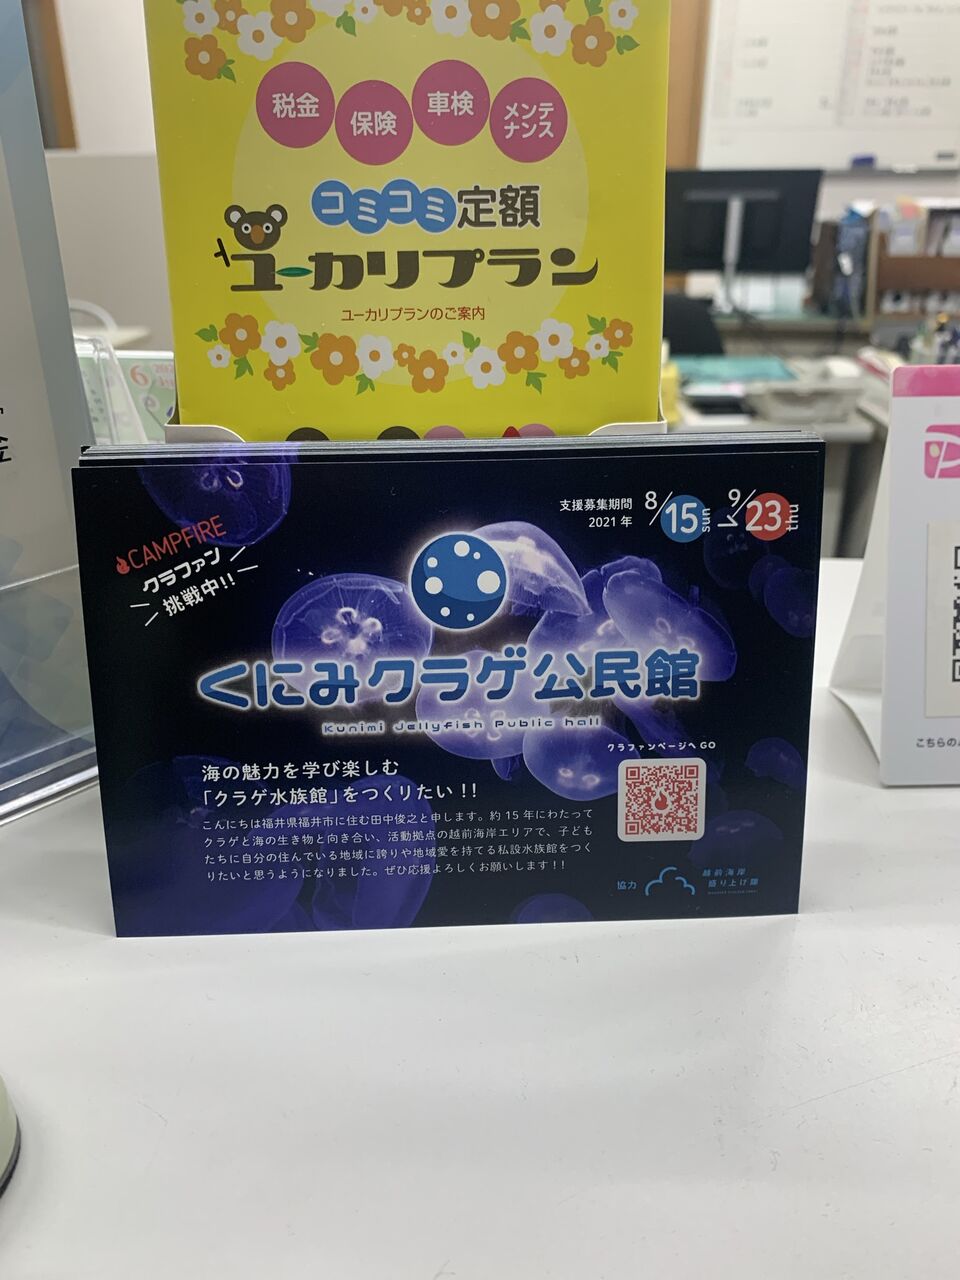 税金
保険
車検
メンテ
ナンス
コミコミ定額
ユーカリプラン
ユーカリプランのご案内
6
CAMPFIRE
クラファン
挑戦中!!
支援募集期間
2021年
8/15 sun
9/23 thu
くにみクラゲ公民館
Kunimi Jellyfish Public hall
クラファンページへGO
海の魅力を学び楽しむ
「クラゲ水族館」をつくりたい!!
こんにちは福井県福井市に住む田中俊之と申します。約15年にわたって
クラゲと海の生き物と向き合い、活動拠点の越前海岸エリアで、子ども
たちに自分の住んでいる地域に誇りや地域愛を持てる私設水族館をつく
りたいと思うようになりました。ぜひ応援よろしくお願いします!!
協力
越前海岸
盛り上げ隊
こちらの